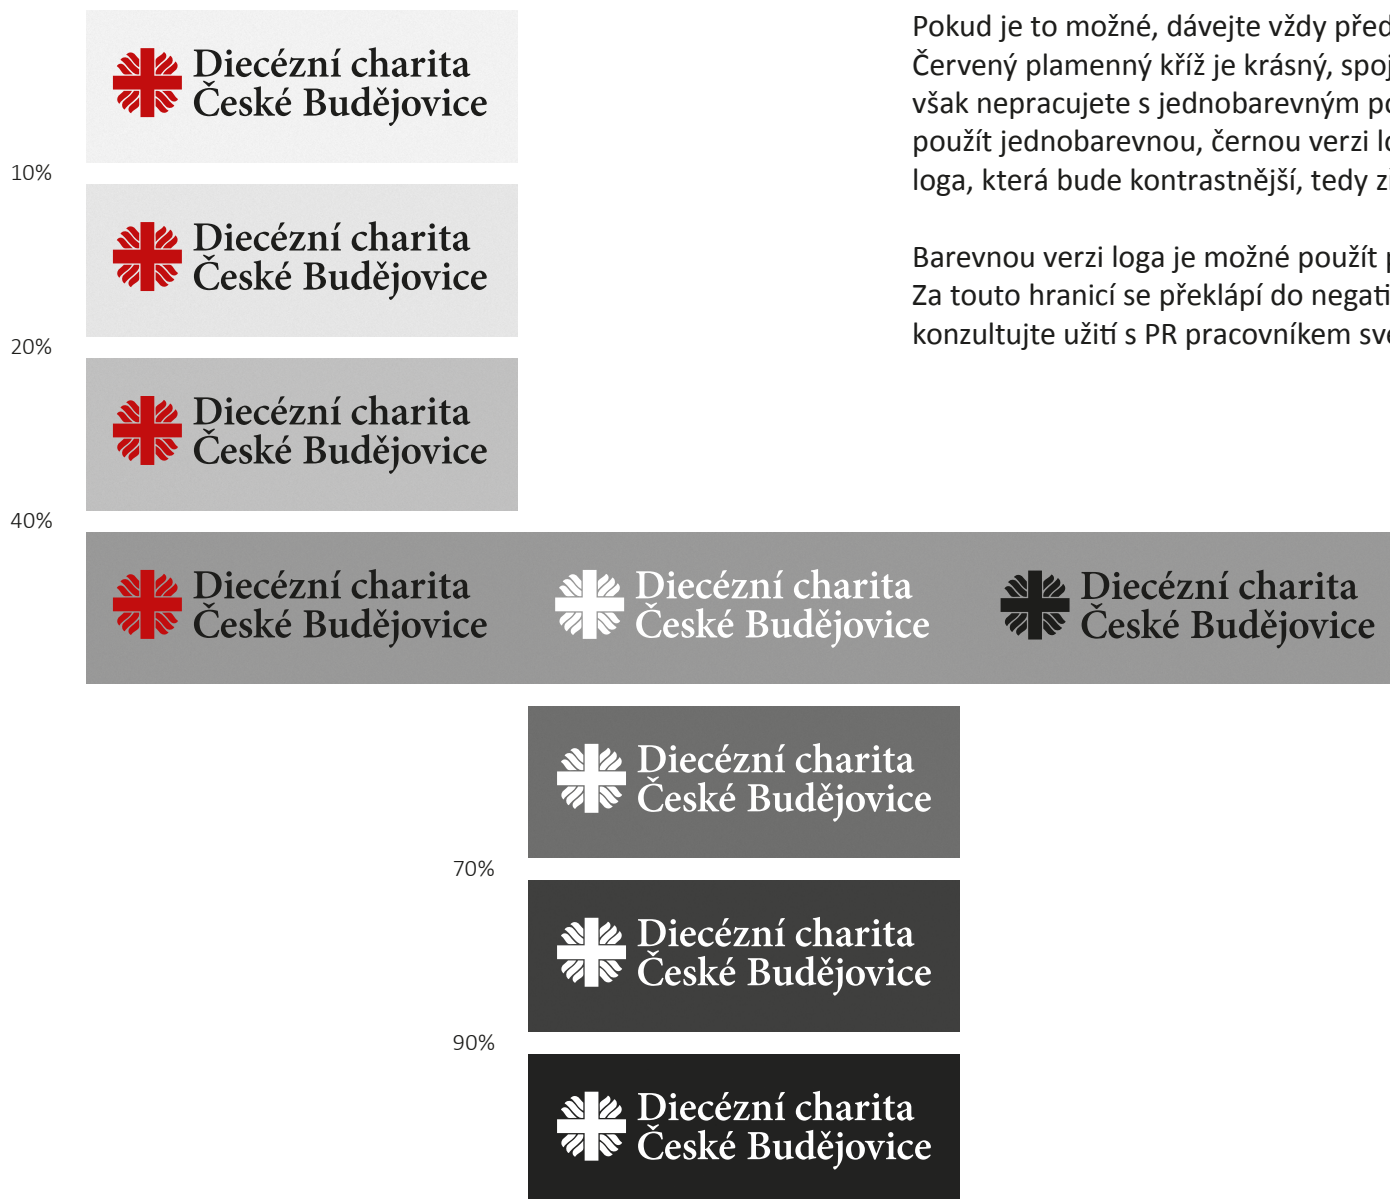 Diecézní charita
České Budějovice
10%
Diecézní charita
České Budějovice
20%
Diecézní charita
České Budějovice
40%
Diecézní charita
České Budějovice
Diecézní charita
České Budějovice
Diecézní charita
České Budějovice
Diecézní charita
České Budějovice
70%
Diecézní charita
České Budějovice
90%
Diecézní charita
České Budějovice
Pokud je to možné, dávejte vždy
Červený plamenný kříž je krásný,
však nepracujete s jednobarevným
použít jednobarevnou, černou verzi
loga, která bude kontrastnější, tedy
Barevnou verzi loga je možné použít
Za touto hranicí se překlápí do
konzultujte užití s PR pracovníkem